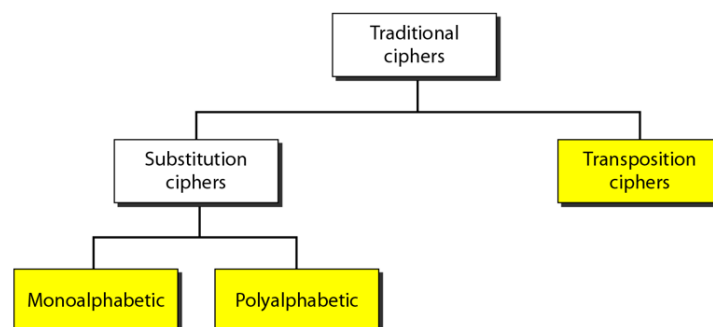 Traditional
ciphers
Substitution
ciphers
Transposition
ciphers
Monoalphabetic
Polyalphabetic